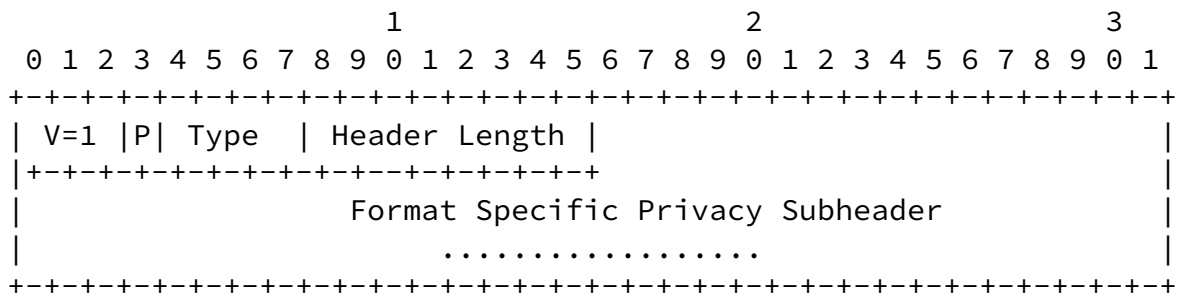 1                   2                   3
 0 1 2 3 4 5 6 7 8 9 0 1 2 3 4 5 6 7 8 9 0 1 2 3 4 5 6 7 8 9 0 1
+-+-+-+-+-+-+-+-+-+-+-+-+-+-+-+-+-+-+-+-+-+-+-+-+-+-+-+-+-+-+-+-+
| V=1 |P| Type  | Header Length |                               |
|+-+-+-+-+-+-+-+-+-+--+-+-+-+-+-+                               |
|                  Format Specific Privacy Subheader            |
|                       ..................                      |
+-+-+-+-+-+-+-+-+-+-+-+-+-+-+-+-+-+-+-+-+-+-+-+-+-+-+-+-+-+-+-+-+